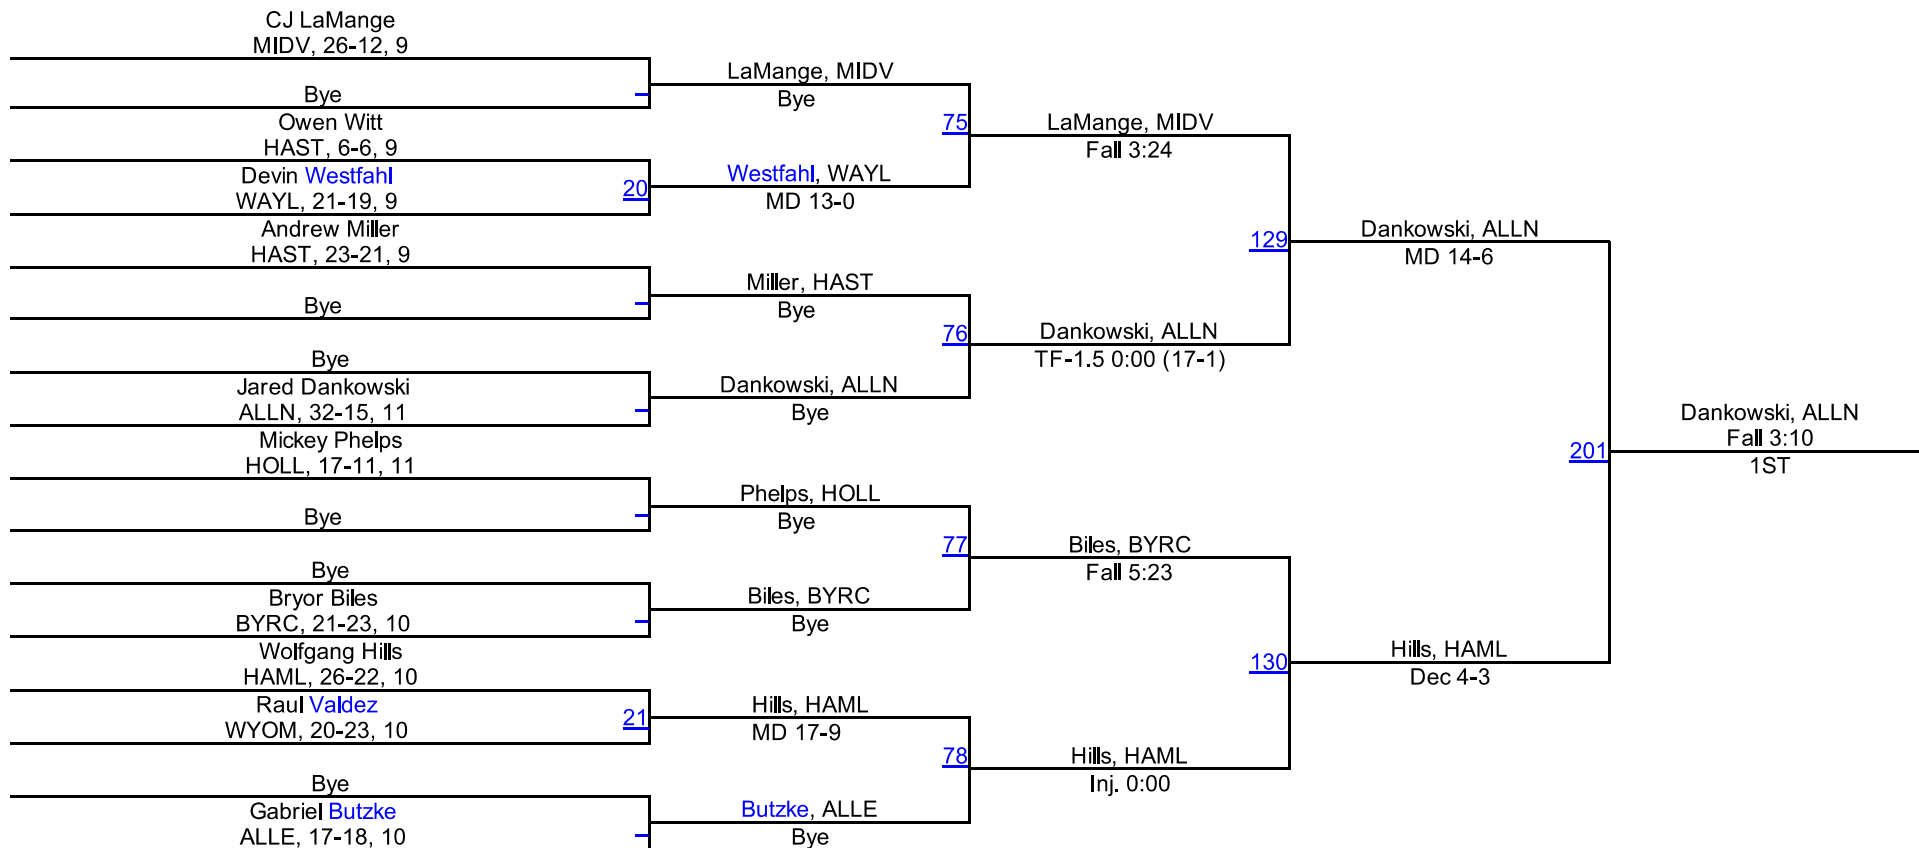 CJ LaMange
MIDV, 26-12, 9
Bye
Owen Witt
HAST, 6-6, 9
Devin Westfahl
WAYL, 21-19, 9
20
Andrew Miller
HAST, 23-21, 9
Bye
Bye
Jared Dankowski
ALLN, 32-15, 11
Mickey Phelps
HOLL, 17-11, 11
Bye
Bye
Bryor Biles
BYRC, 21-23, 10
Wolfgang Hills
HAML, 26-22, 10
Raul Valdez
WYOM, 20-23, 10
21
Bye
Gabriel Butzke
ALLE, 17-18, 10
LaMange, MIDV
Bye
75
Westfahl, WAYL
MD 13-0
Miller, HAST
Bye
76
Dankowski, ALLN
Bye
Phelps, HOLL
Bye
77
Biles, BYRC
Bye
Hills, HAML
MD 17-9
78
Butzke, ALLE
Bye
LaMange, MIDV
Fall 3:24
129
Dankowski, ALLN
TF-1.5 0:00 (17-1)
Biles, BYRC
Fall 5:23
130
Hills, HAML
Inj. 0:00
Dankowski, ALLN
MD 14-6
201
Hills, HAML
Dec 4-3
Dankowski, ALLN
Fall 3:10
1ST